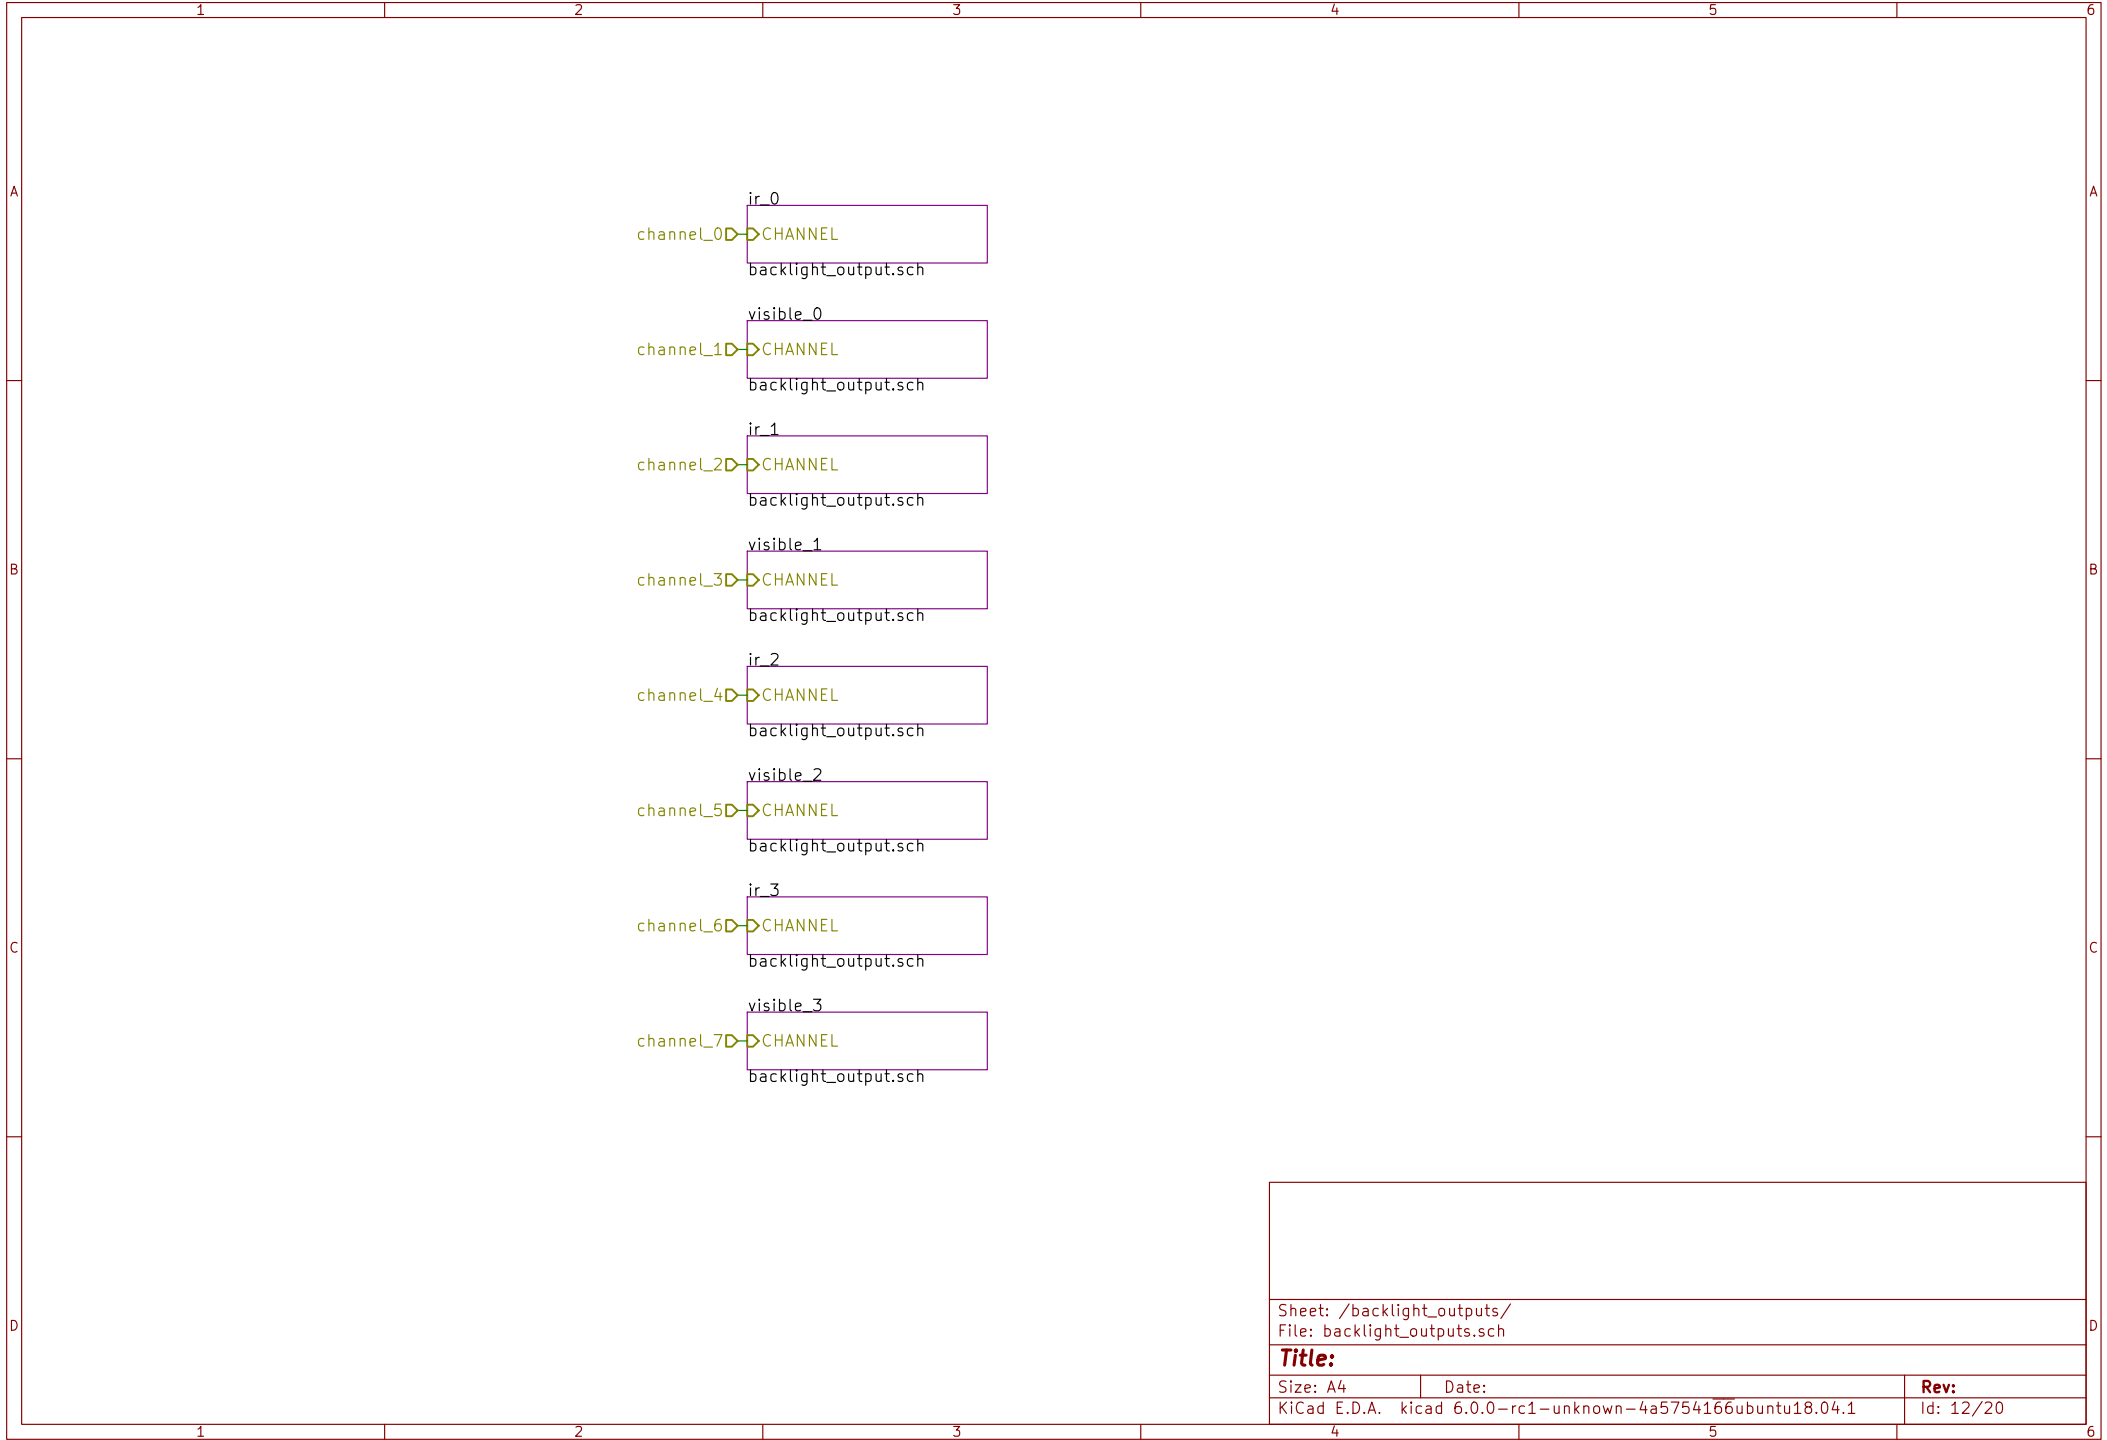 1 2 3 4 5 6
A A
ir_0
channel_0 CHANNEL
backlight_output.sch
visible_0
channel_1 CHANNEL
backlight_output.sch
ir_1
channel_2 CHANNEL
backlight_output.sch
visible_1
B B
channel_3 CHANNEL
backlight_output.sch
ir_2
channel_4 CHANNEL
backlight_output.sch
visible_2
channel_5 CHANNEL
backlight_output.sch
ir_3
channel_6 CHANNEL
C C
backlight_output.sch
visible_3
channel_7 CHANNEL
backlight_output.sch
Sheet: /backlight_outputs/
D D
File: backlight_outputs.sch
Title:
Size: A4 Date: Rev:
KiCad E.D.A. kicad 6.0.0-rc1-unknown-4a5754166ubuntu18.04.1 Id: 12/20
1 2 3 4 5 6